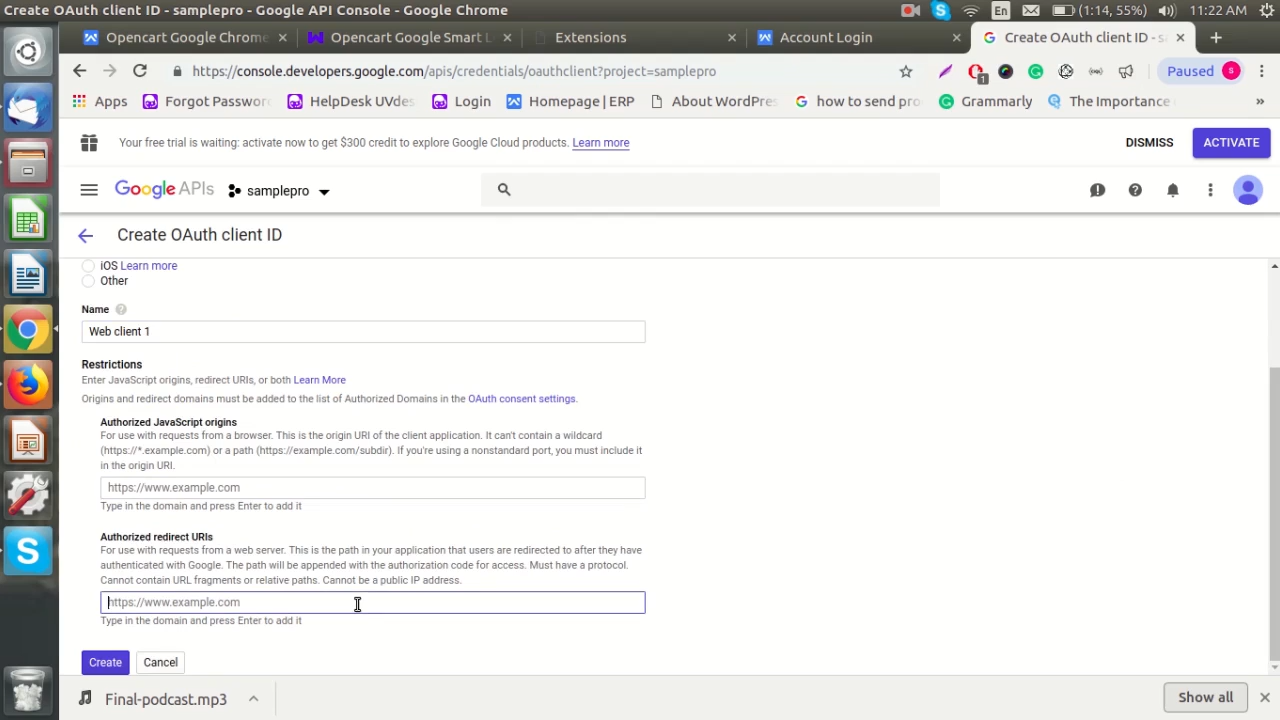 Create OAuth client ID - samplepro - Google API Console - Google Chrome
En
(1:14, 55%)
11:22 AM
Opencart Google Chrome
Opencart Google Smart L
Extensions
Account Login
Create OAuth client ID - sa
https://console.developers.google.com/apis/credentials/oauthclient?project=samplepro
1
Paused
S
Apps
Forgot Passwor
HelpDesk UVdes
Login
Homepage | ERP
About WordPres
how to send pro
Grammarly
The Importance
»
Your free trial is waiting: activate now to get $300 credit to explore Google Cloud products. Learn more
DISMISS
ACTIVATE
Google APIs
samplepro
Create OAuth client ID
iOS Learn more
Other
Name
Web client 1
Restrictions
Enter JavaScript origins, redirect URIs, or both Learn More
Origins and redirect domains must be added to the list of Authorized Domains in the OAuth consent settings.
Authorized JavaScript origins
For use with requests from a browser. This is the origin URI of the client application. It can't contain a wildcard
(https://*.example.com) or a path (https://example.com/subdir). If you're using a nonstandard port, you must include it
in the origin URI.
https://www.example.com
Type in the domain and press Enter to add it
Authorized redirect URIs
For use with requests from a web server. This is the path in your application that users are redirected to after they have
authenticated with Google. The path will be appended with the authorization code for access. Must have a protocol.
Cannot contain URL fragments or relative paths. Cannot be a public IP address.
https://www.example.com
Type in the domain and press Enter to add it
Create
Cancel
Final-podcast.mp3
Show all